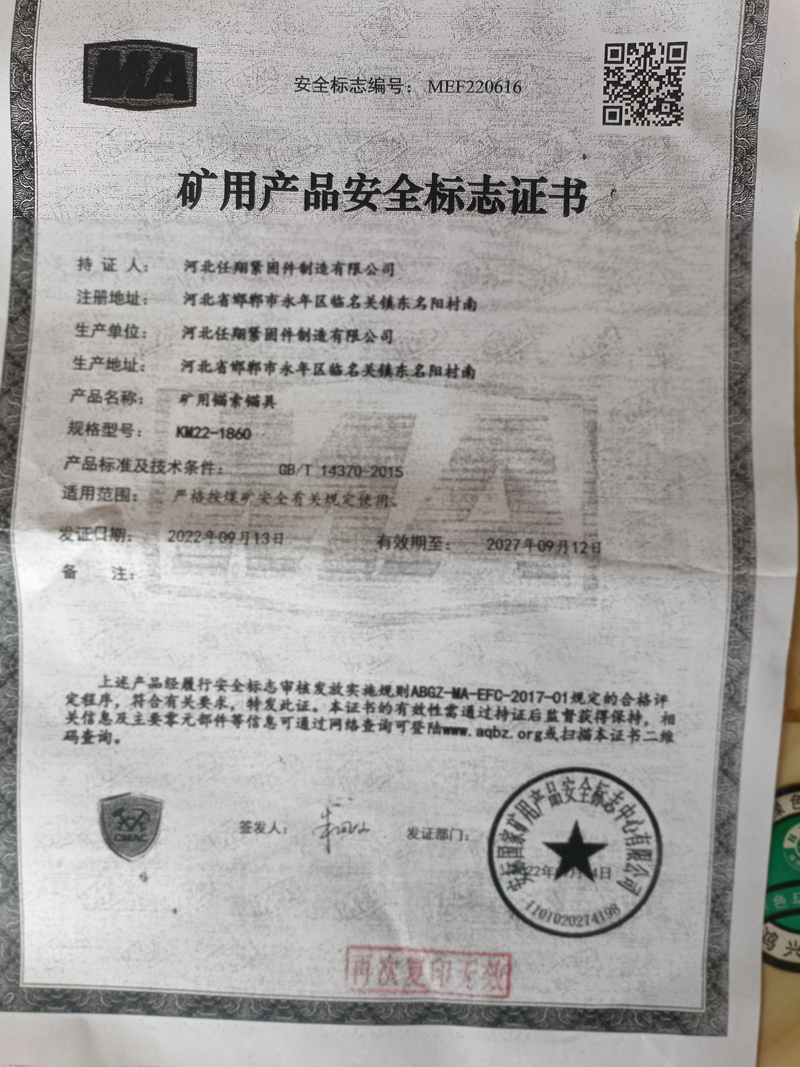 MA
安全标志编号： MEF220616
矿用产品安全标志证书
持 证 人： 河北任翔紧固件制造有限公司
注册地址： 河北省邯郸市永年区临名关镇东名阳村南
生产单位： 河北任翔紧固件制造有限公司
生产地址： 河北省邯郸市永年区临名关镇东名阳村南
产品名称： 矿用锚索锚具
规格型号： KM22-1860
产品标准及技术条件： GB/T 14370-2015
适用范围： 严格按煤矿安全有关规定使用。
发证日期： 2022年09月13日 有效期至： 2027年09月12日
备 注：
上述产品经履行安全标志审核发放实施规则ABGZ-MA-EFC-2017-01规定的合格评
定程序，符合有关要求，特发此证。本证书的有效性需通过持证后监督获得保持，相
关信息及主要零元部件等信息可通过网络查询可登陆www.aqbz.org或扫描本证书二维
码查询。
签发人： 发证部门：
安标国家矿用产品安全标志中心有限公司
1101020274198
再次复印无效